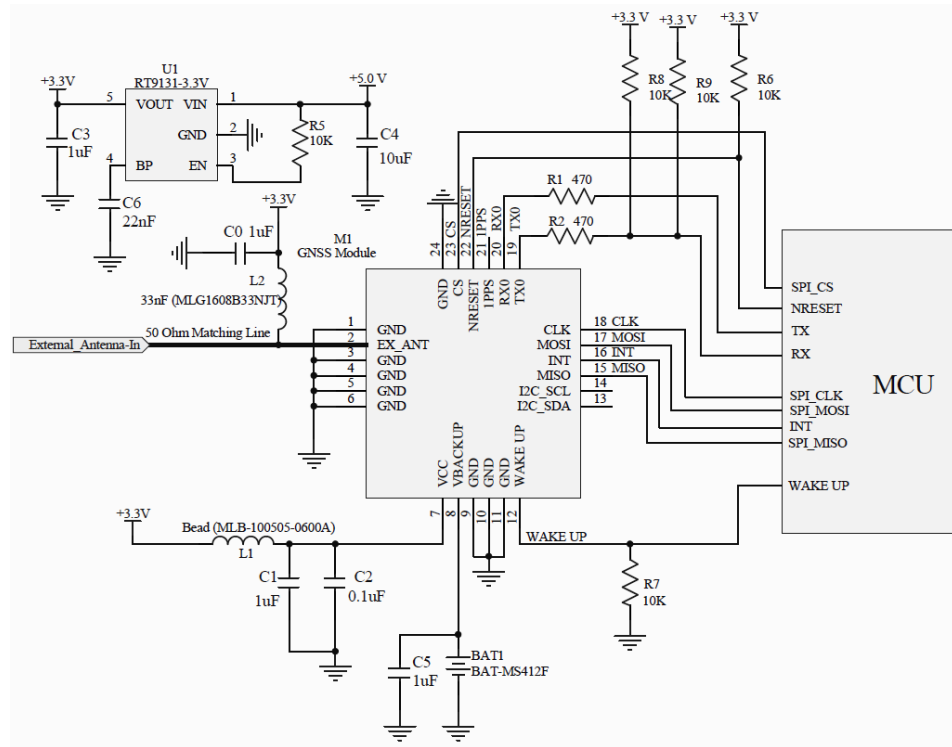 +3.3 V
+3.3 V
+3.3 V
R8
10K
R9
10K
R6
10K
U1
RT9131-3.3V
+3.3V
+5.0 V
5
VOUT
VIN
1
GND
2
4
BP
EN
3
C3
1uF
R5
10K
C4
10uF
C6
22nF
+3.3V
C0 1uF
M1
GNSS Module
L2
33nF (MLG1608B33NJT)
50 Ohm Matching Line
External_Antenna-In
R1 470
R2 470
24
23 CS
22 NRESET
21 1PPS
20 RX0
19 TX0
GND
CS
NRESET
1PPS
RX0
TX0
1
GND
2
EX_ANT
3
GND
4
GND
5
GND
6
GND
CLK
18 CLK
MOSI
17 MOSI
INT
16 INT
MISO
15 MISO
I2C_SCL
14
I2C_SDA
13
VCC
VBACKUP
GND
GND
GND
WAKE UP
7
8
9
10
11
12
WAKE UP
SPI_CS
NRESET
TX
RX
MCU
SPI_CLK
SPI_MOSI
INT
SPI_MISO
WAKE UP
R7
10K
+3.3V
Bead (MLB-100505-0600A)
L1
C1
1uF
C2
0.1uF
C5
1uF
BAT1
BAT-MS412F